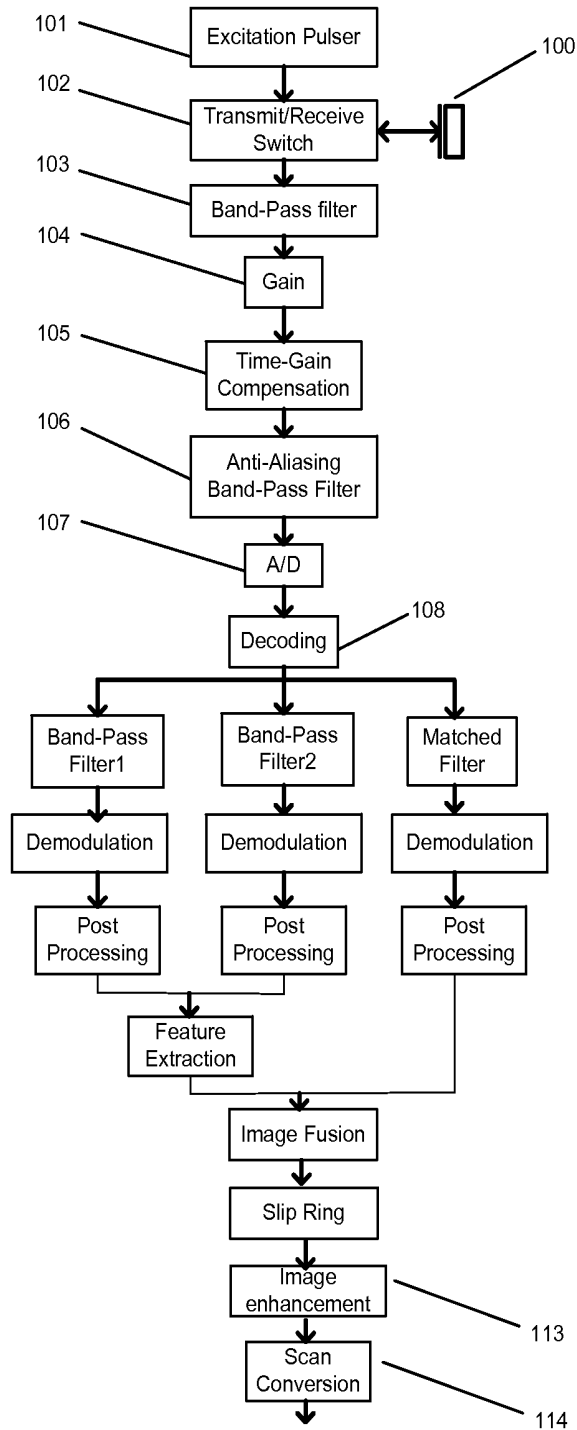 101
Excitation Pulser
100
102
Transmit/Receive
Switch
103
Band-Pass filter
104
Gain
105
Time-Gain
Compensation
106
Anti-Aliasing
Band-Pass Filter
107
A/D
108
Decoding
Band-Pass
Filter1
Band-Pass
Filter2
Matched
Filter
Demodulation
Demodulation
Demodulation
Post
Processing
Post
Processing
Post
Processing
Feature
Extraction
Image Fusion
Slip Ring
Image
enhancement
113
Scan
Conversion
114